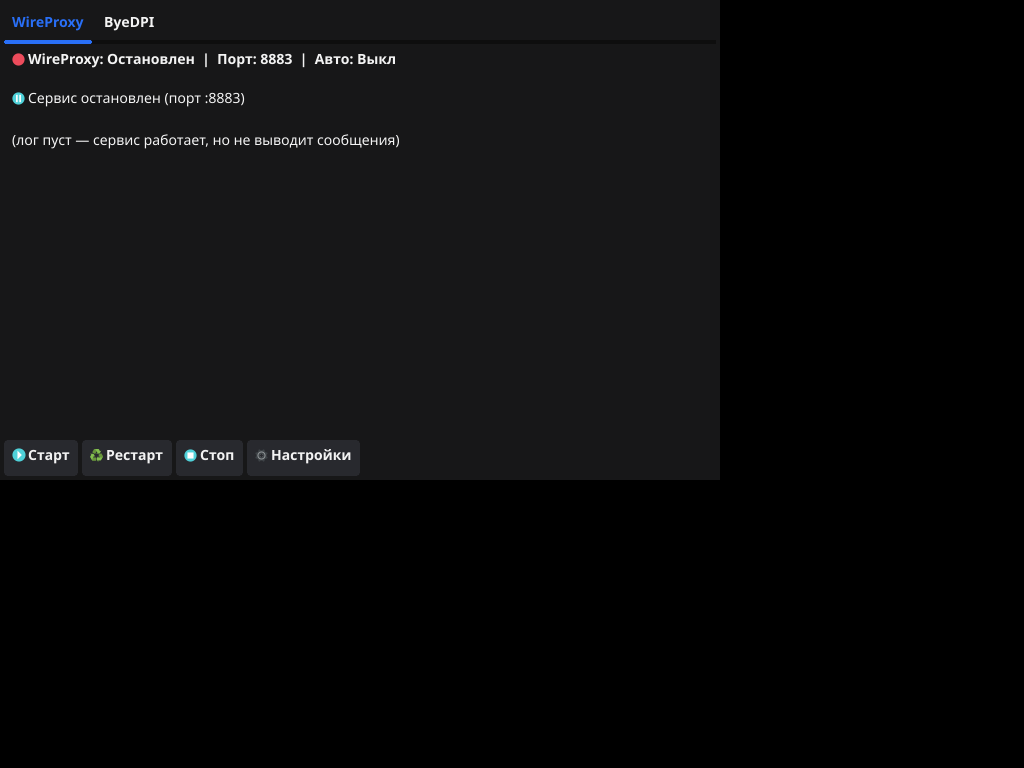 WireProxy ByeDPI
WireProxy: Остановлен | Порт: 8883 | Авто: Выкл
Сервис остановлен (порт :8883)
(лог пуст — сервис работает, но не выводит сообщения)
Старт Рестарт Стоп Настройки